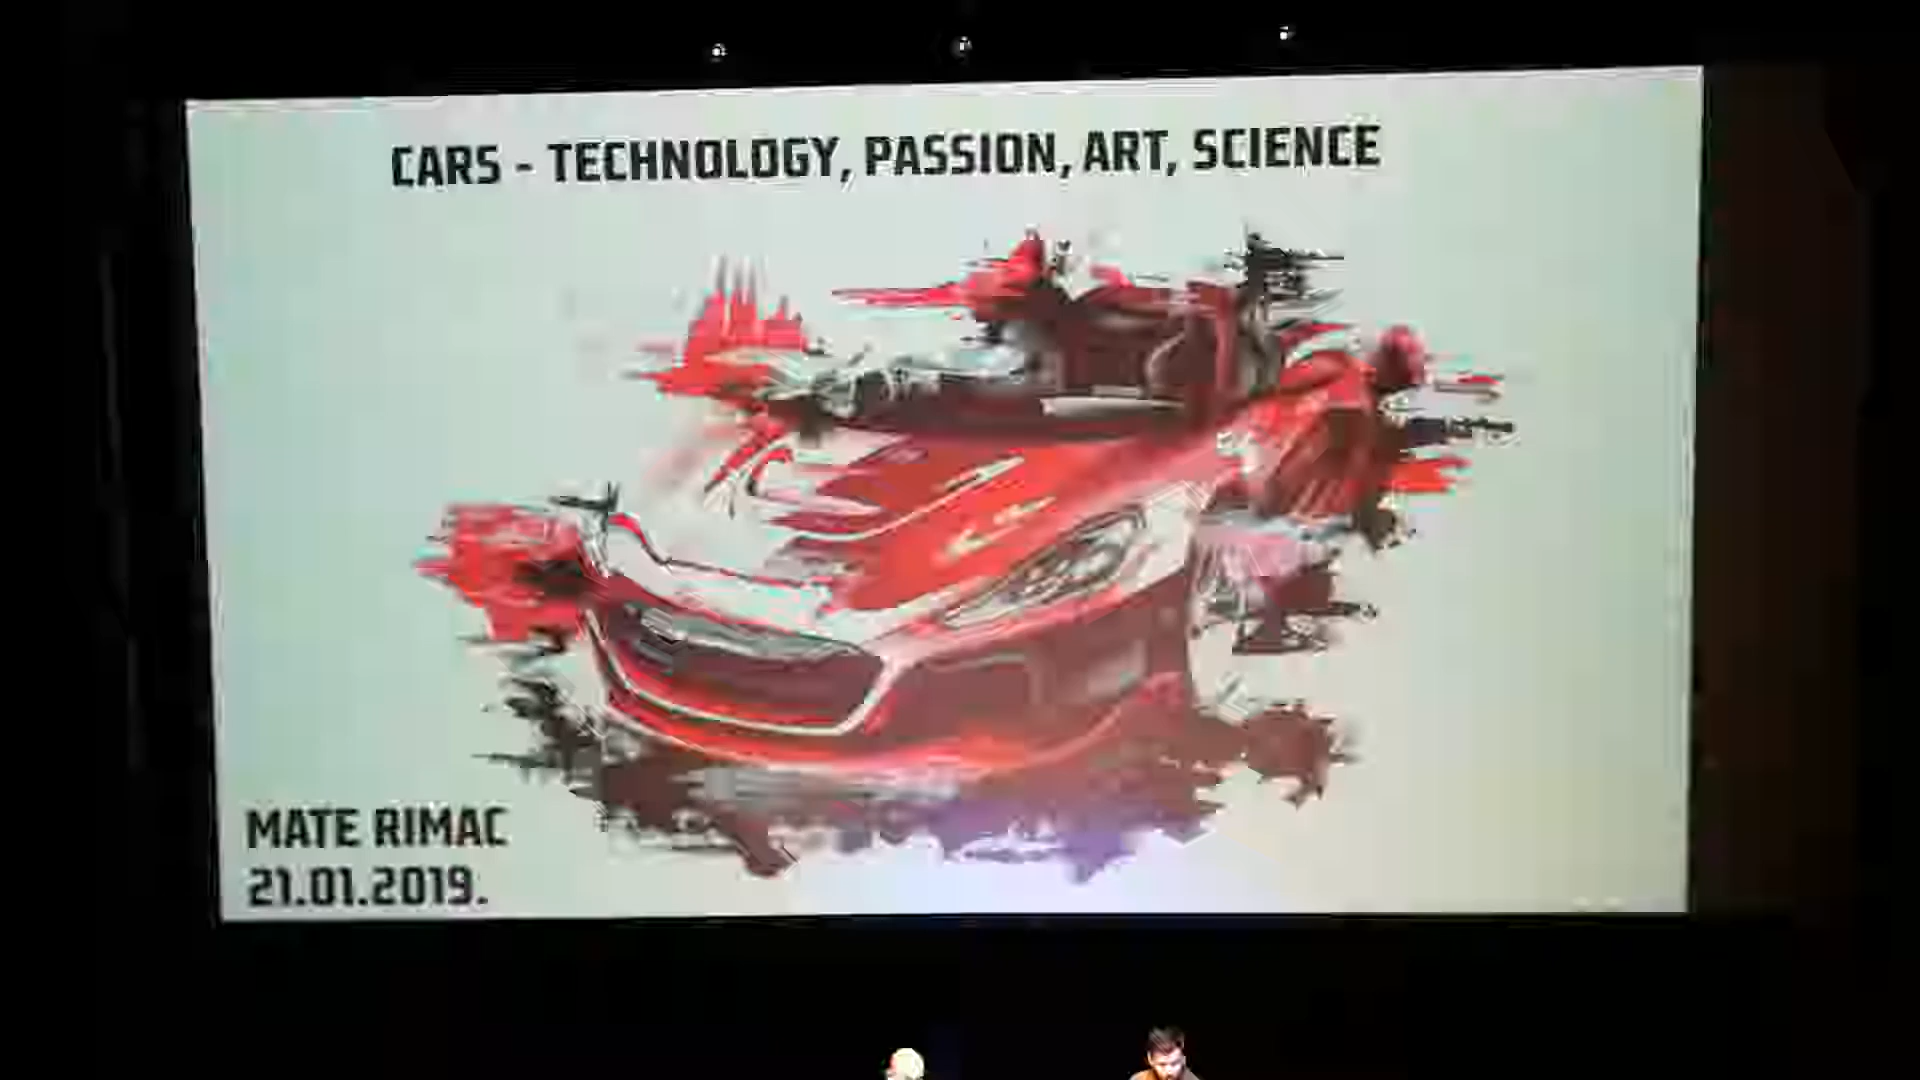 CARS - TECHNOLOGY, PASSION, ART, SCIENCE
MATE RIMAC
21.01.2019.